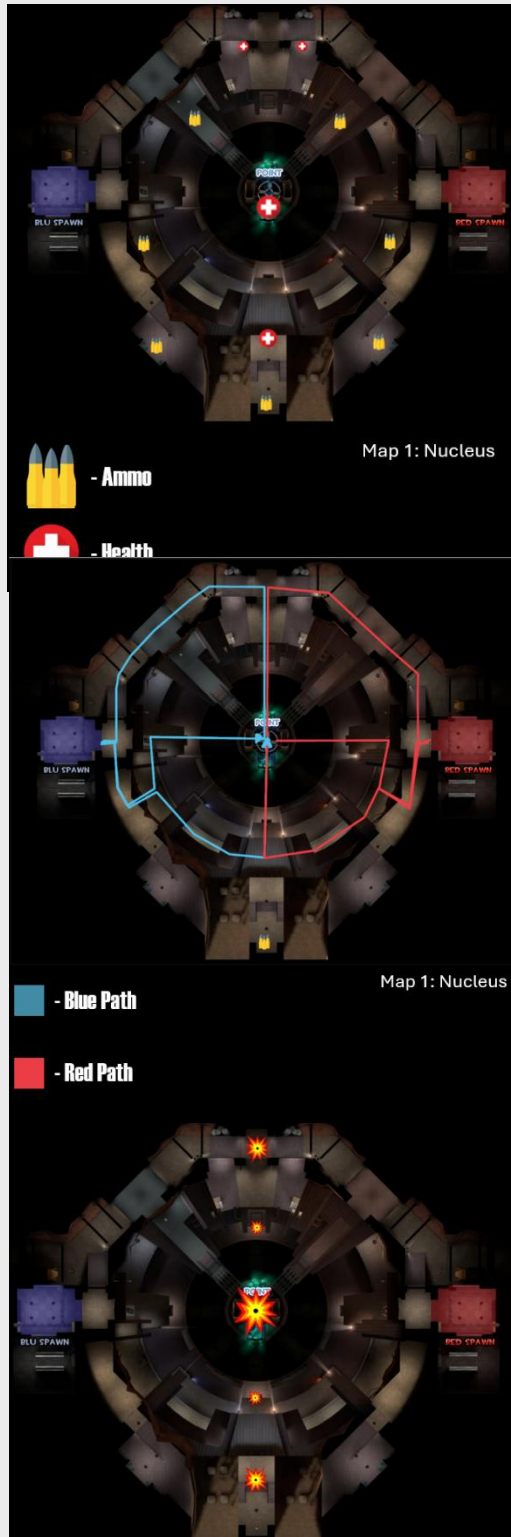 POINT
BLU SPAWN
RED SPAWN
Map 1: Nucleus
- Ammo
- Health
POINT
BLU SPAWN
RED SPAWN
Map 1: Nucleus
- Blue Path
- Red Path
POINT
BLU SPAWN
RED SPAWN